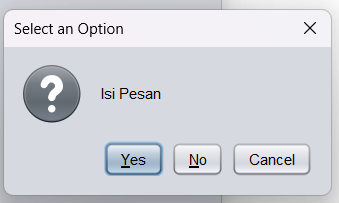 Select an Option
Isi Pesan
Yes No Cancel